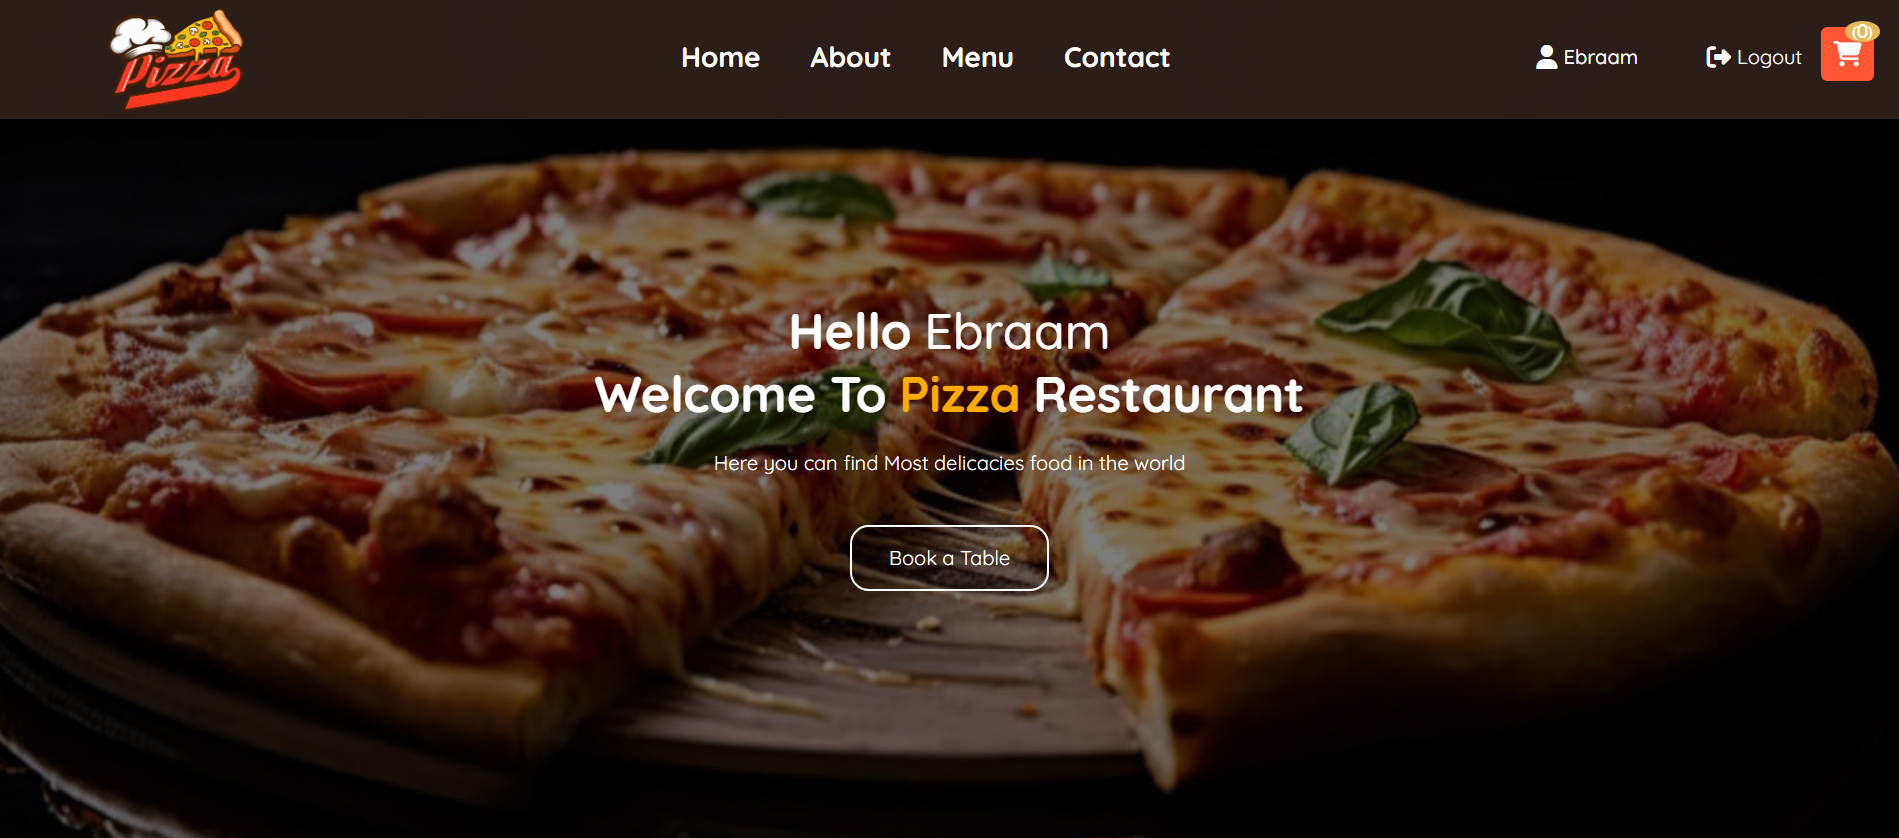 Pizza
Home About Menu Contact
Ebraam
Logout
(0)
Hello Ebraam
Welcome To Pizza Restaurant
Here you can find Most delicacies food in the world
Book a Table